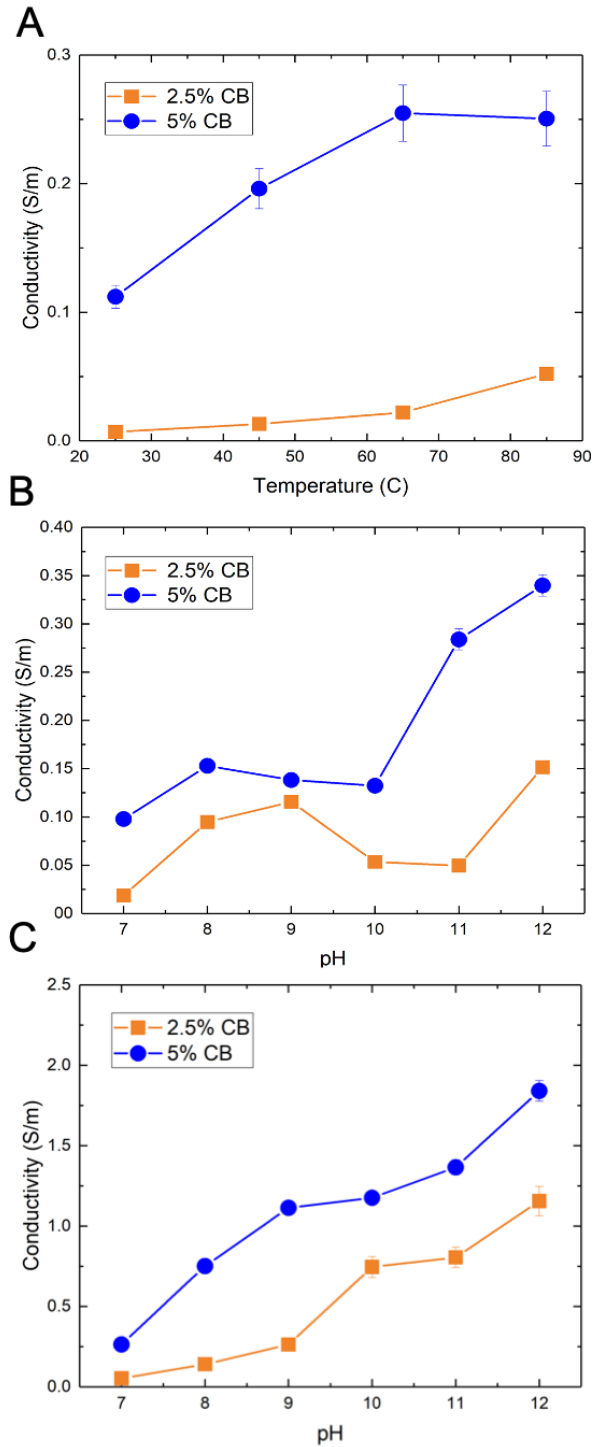 A
0.3
2.5% CB
5% CB
0.2
Conductivity (S/m)
0.1
0.0
20 30 40 50 60 70 80 90
Temperature (C)
B
0.40
2.5% CB
5% CB
0.35
0.30
0.25
Conductivity (S/m)
0.20
0.15
0.10
0.05
00
7 8 9 10 11 12
pH
C
2.5
2.5% CB
5% CB
2.0
1.5
Conductivity (S/m)
1.0
0.5
0.0
7 8 9 10 11 12
pH